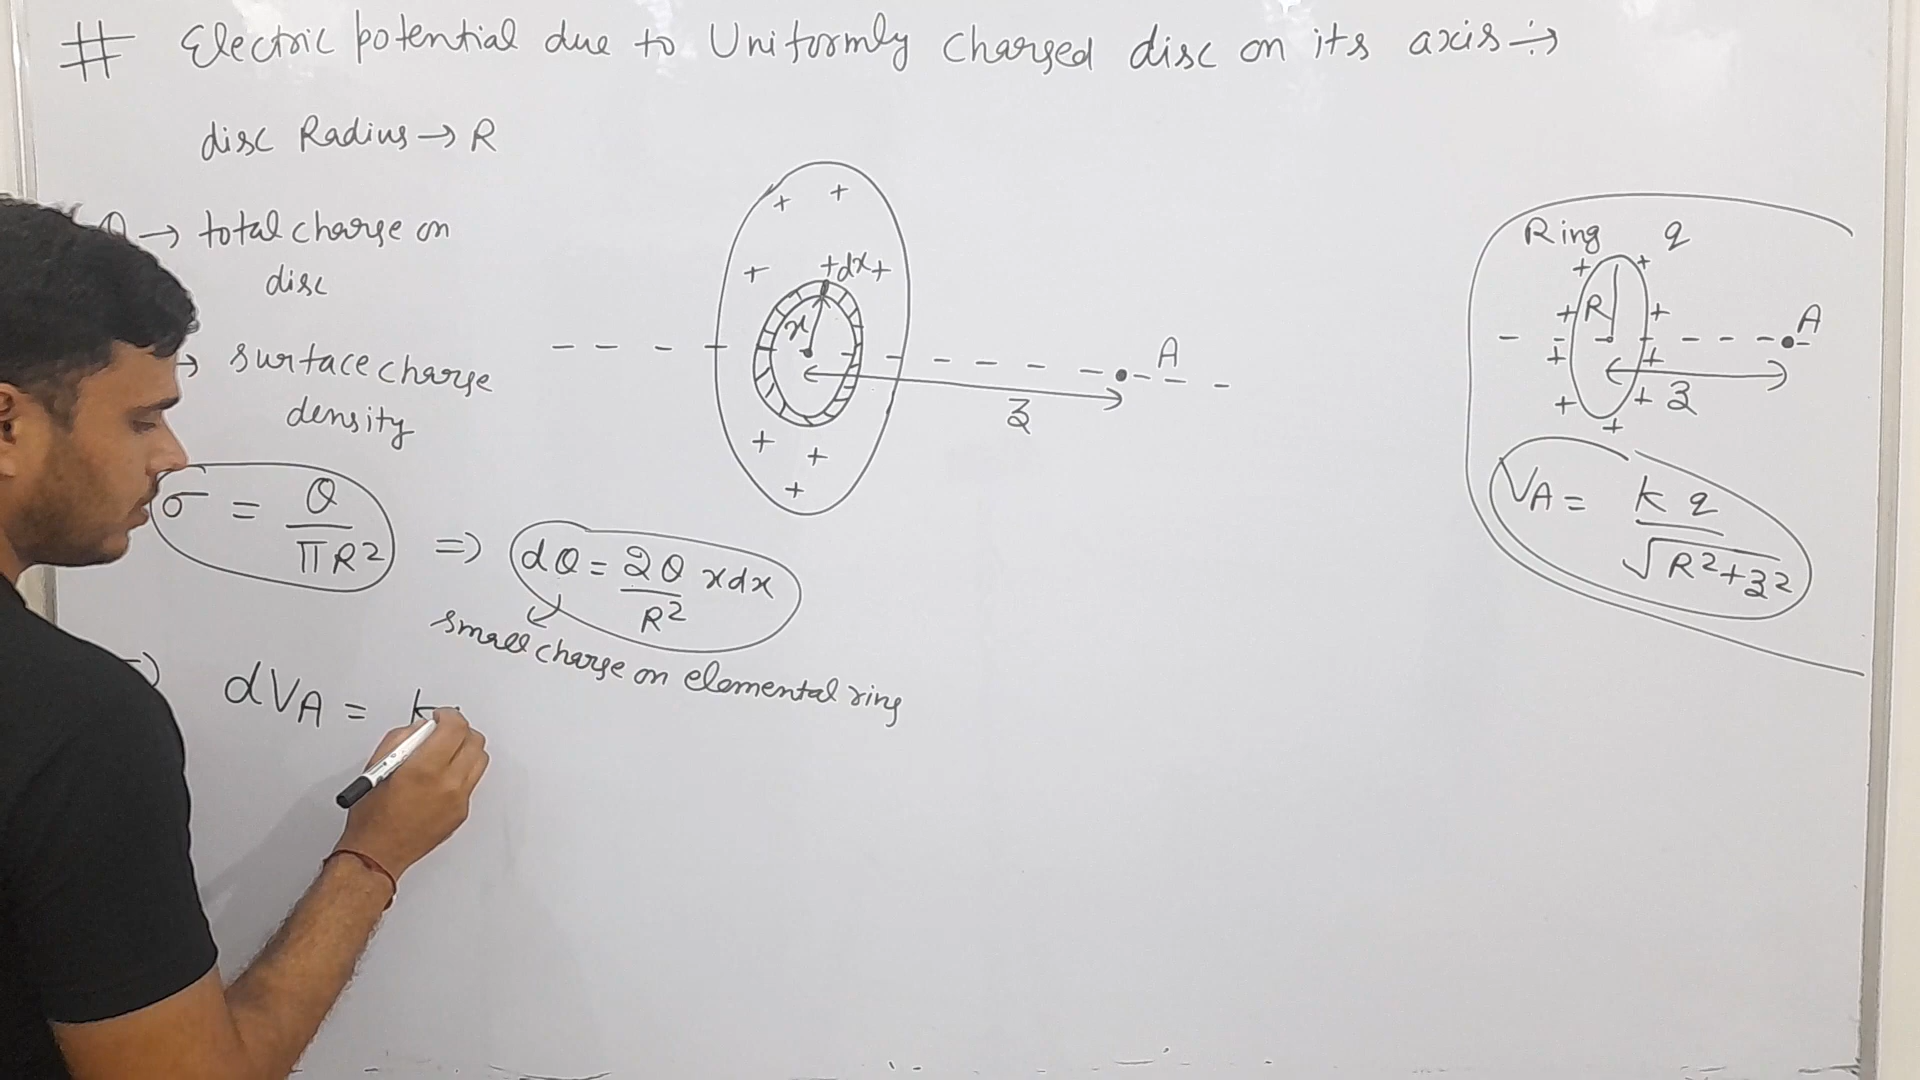 # Electric potential due to Uniformly Charged disc on its axis :→
disc Radius → R
→ total charge on
disc
→ surface charge
density
σ = Q / πR² => dQ = 2Q / R² x dx
small charge on elemental ring
dV_A = k
+ +
+ + dx +
x
A
z
+ +
+
Ring q
+ +
+ R +
A
+ +
+ + z
+
V_A = k q / √R²+z²